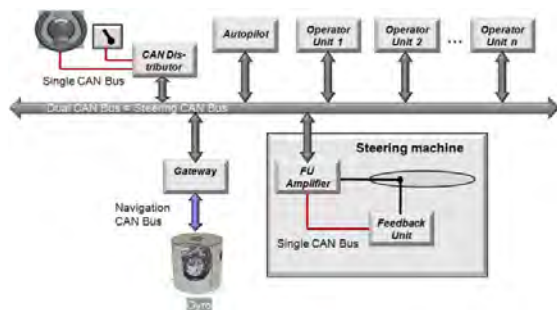 CAN Dis-
tributor
Autopilot
Operator
Unit 1
Operator
Unit 2
...
Operator
Unit n
Single CAN Bus
Dual CAN Bus = Steering CAN Bus
Steering machine
Gateway
FU
Amplifier
Navigation
CAN Bus
Single CAN Bus
Feedback
Unit
Gyro